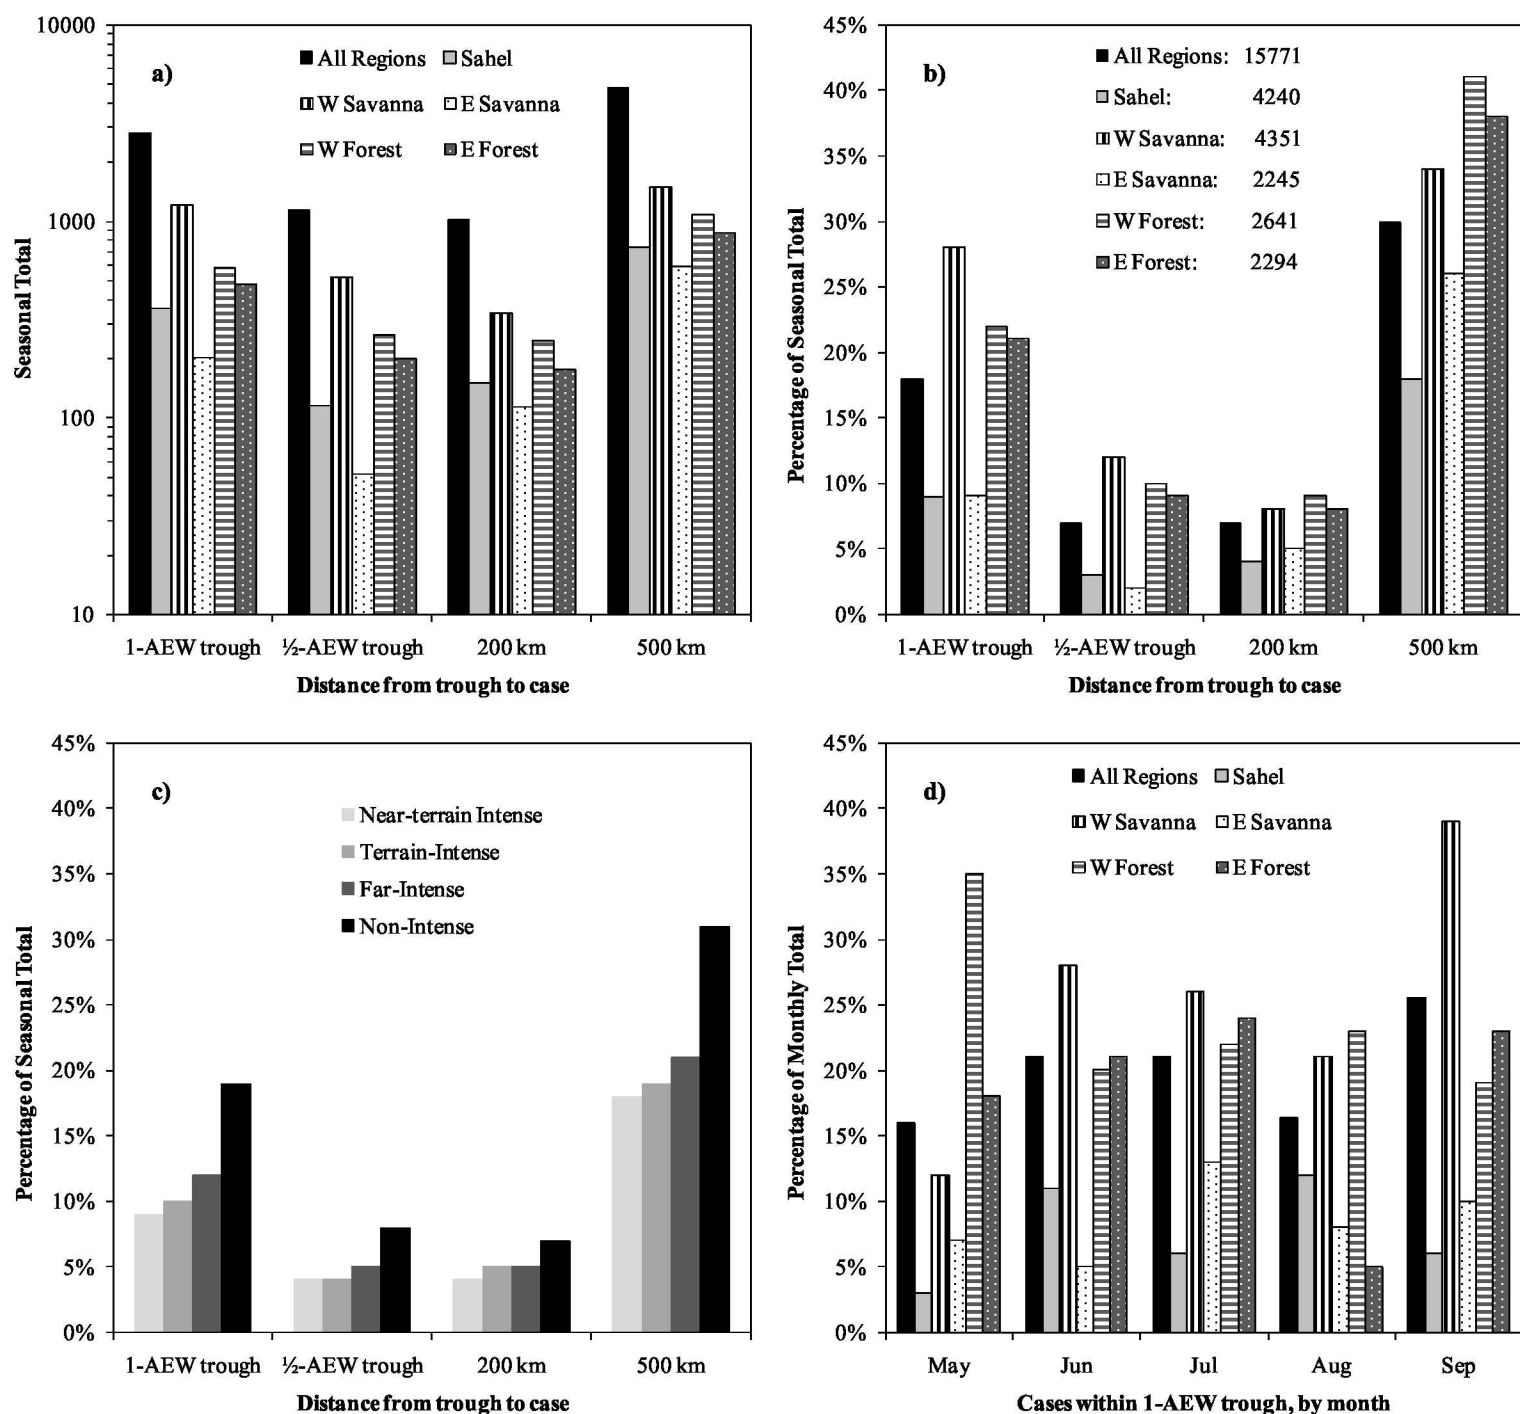 a)
All Regions Sahel
W Savanna E Savanna
W Forest E Forest
10000
1000
100
10
Seasonal Total
1-AEW trough ½-AEW trough 200 km 500 km
Distance from trough to case
b)
All Regions: 15771
Sahel: 4240
W Savanna: 4351
E Savanna: 2245
W Forest: 2641
E Forest: 2294
45%
40%
35%
30%
25%
20%
15%
10%
5%
0%
Percentage of Seasonal Total
1-AEW trough ½-AEW trough 200 km 500 km
Distance from trough to case
c)
Near-terrain Intense
Terrain-Intense
Far-Intense
Non-Intense
45%
40%
35%
30%
25%
20%
15%
10%
5%
0%
Percentage of Seasonal Total
1-AEW trough ½-AEW trough 200 km 500 km
Distance from trough to case
d)
All Regions Sahel
W Savanna E Savanna
W Forest E Forest
45%
40%
35%
30%
25%
20%
15%
10%
5%
0%
Percentage of Monthly Total
May Jun Jul Aug Sep
Cases within 1-AEW trough, by month